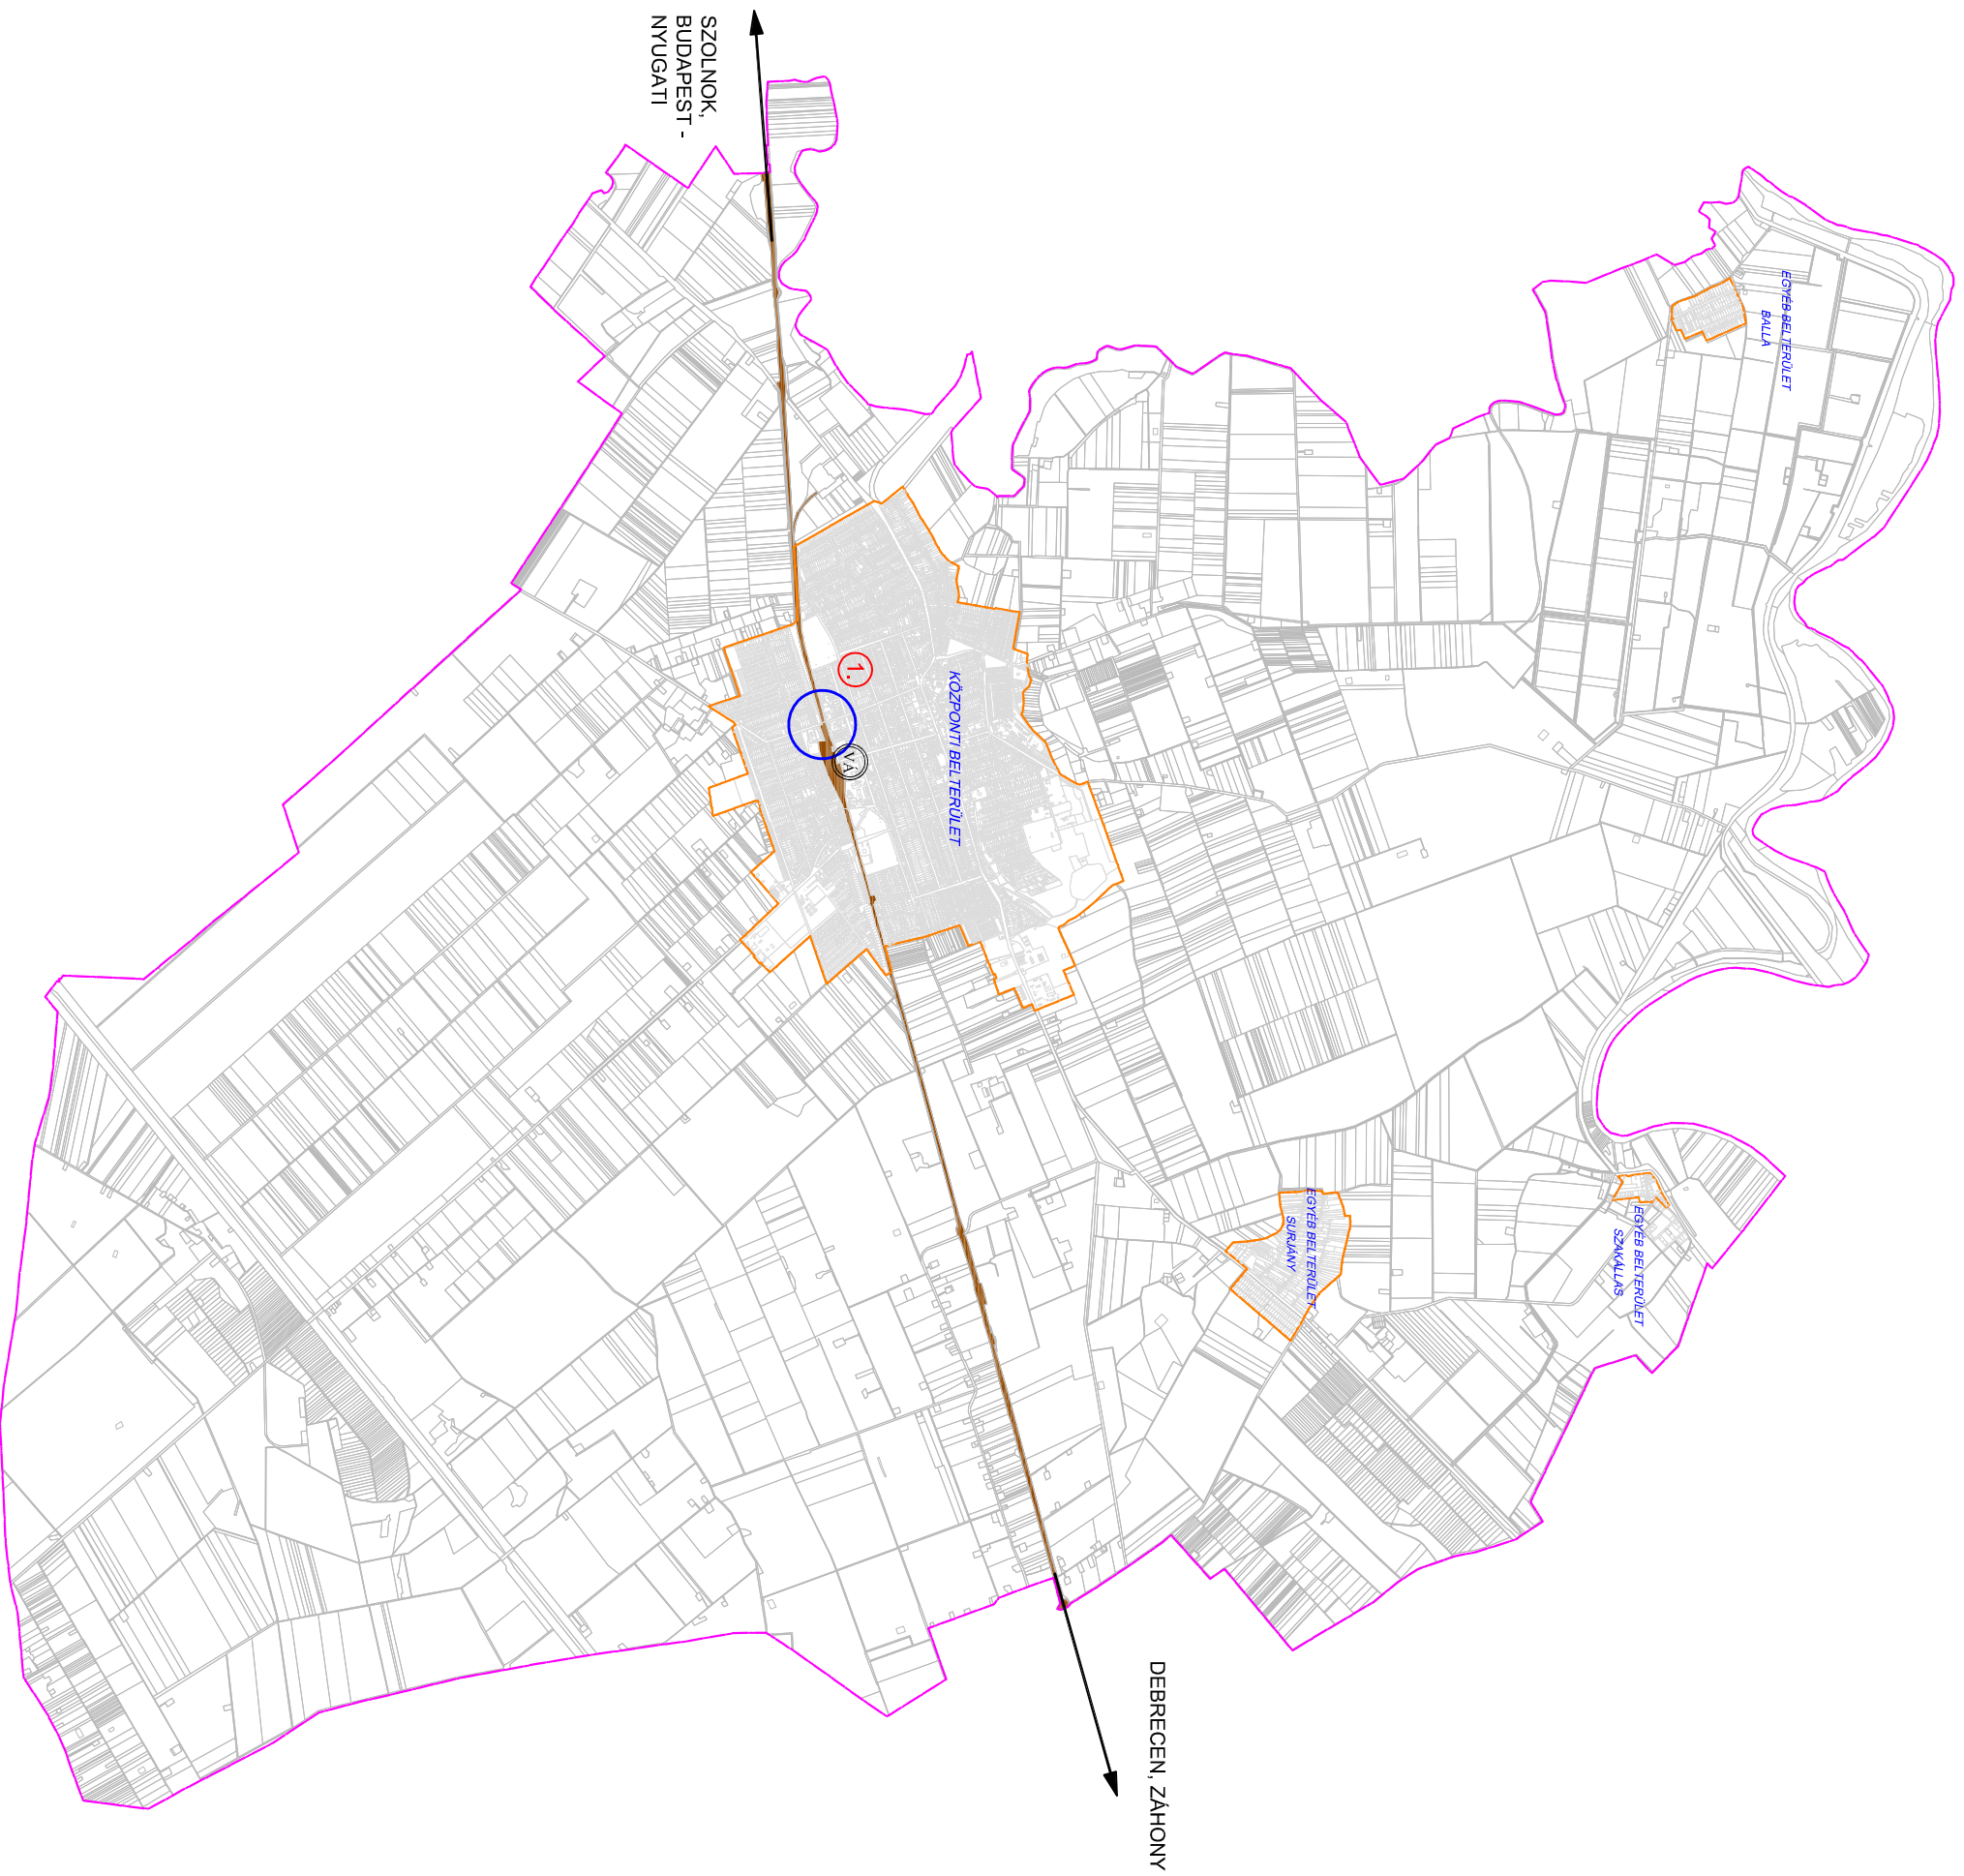 SZOLNOK,
BUDAPEST -
NYUGATI
EGYÉB BELTERÜLET
BALLA
1.
KÖZPONTI BELTERÜLET
VÁ
EGYÉB BELTERÜLET
SURJÁNY
EGYÉB BELTERÜLET
SZAKÁLLAS
DEBRECEN, ZÁHONY